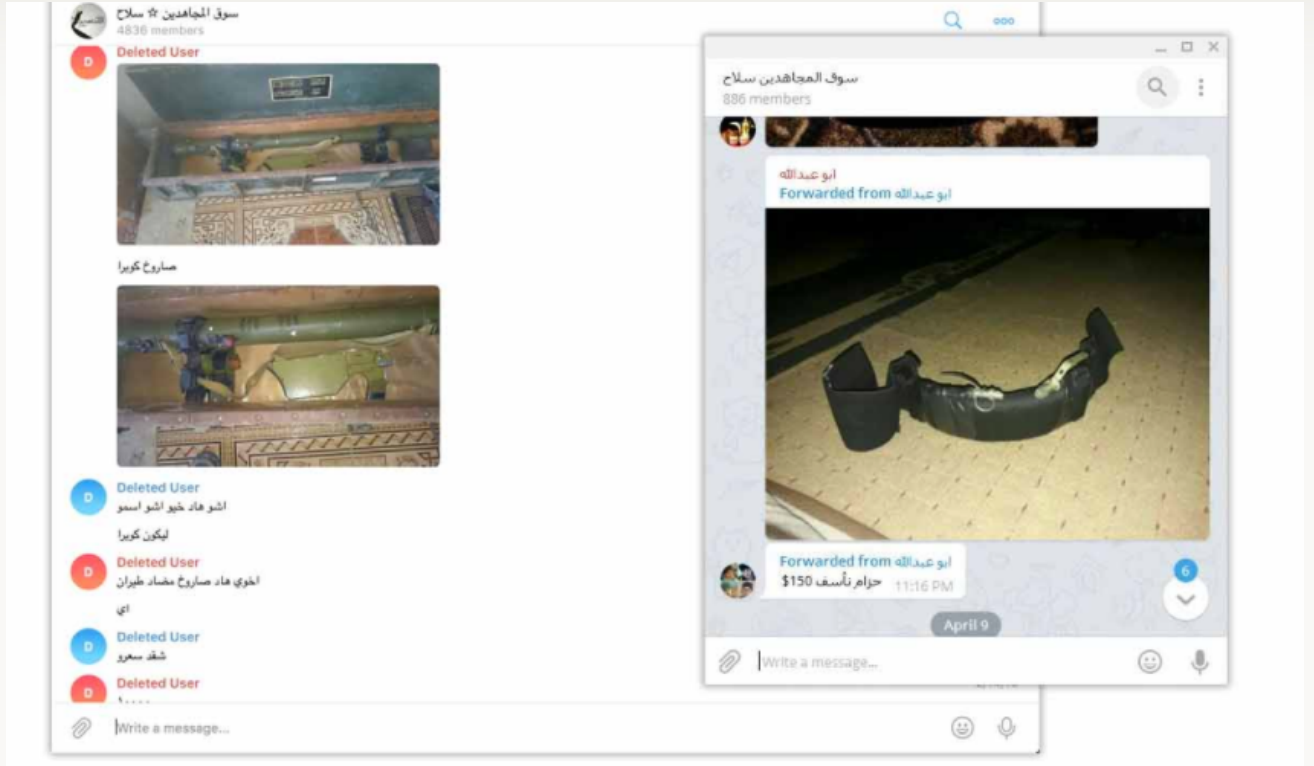 سوق المجاهدين ☆ سلاح
4836 members
Deleted User
صاروخ كوبرا
Deleted User
اشو هاد خيو اشو اسمو
ليكون كوبرا
Deleted User
اخوي هاد صاروخ مضاد طيران
اي
Deleted User
شقد سعرو
Deleted User
Write a message...
سوق المجاهدين سلاح
886 members
ابو عبدالله
Forwarded from ابو عبدالله
Forwarded from ابو عبدالله
حزام نأسف 150$ 11:16 PM
6
April 9
Write a message...